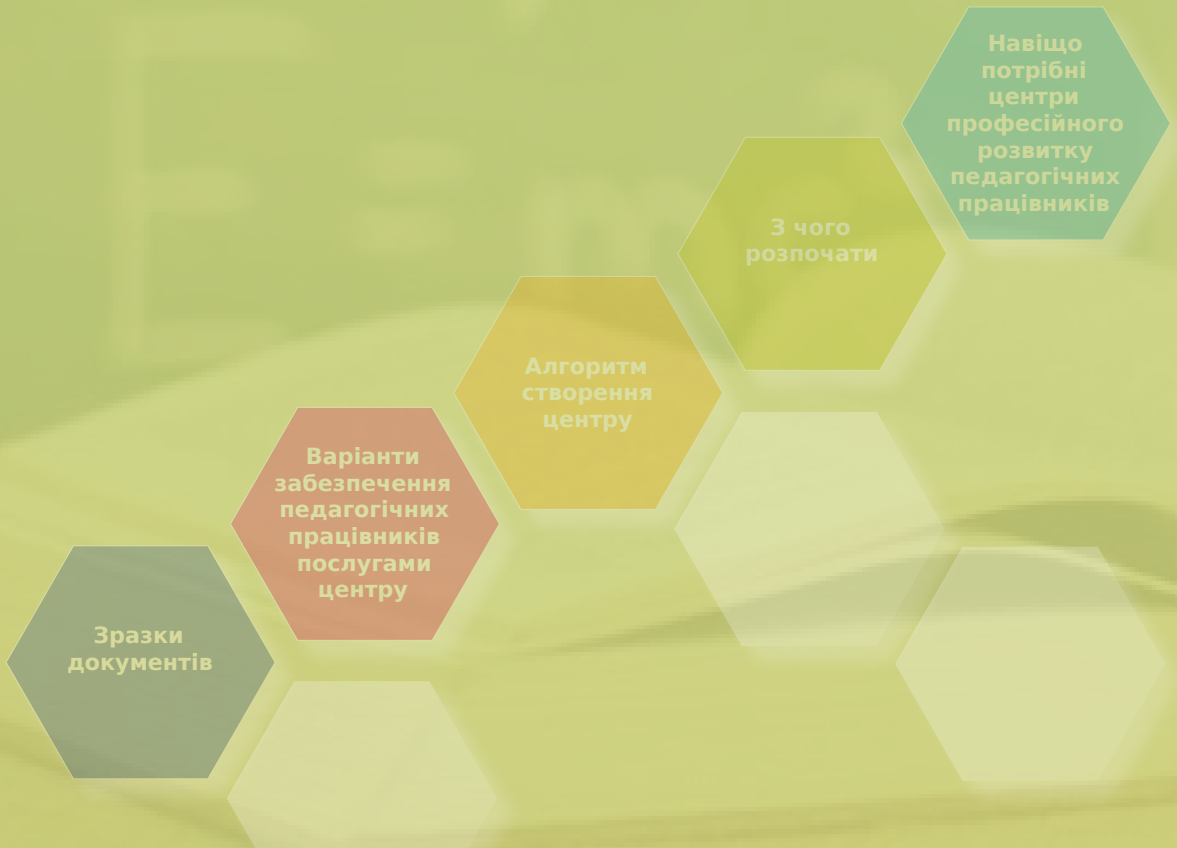 Навіщо
потрібні
центри
професійного
розвитку
педагогічних
працівників
З чого
розпочати
Алгоритм
створення
центру
Варіанти
забезпечення
педагогічних
працівників
послугами
центру
Зразки
документів